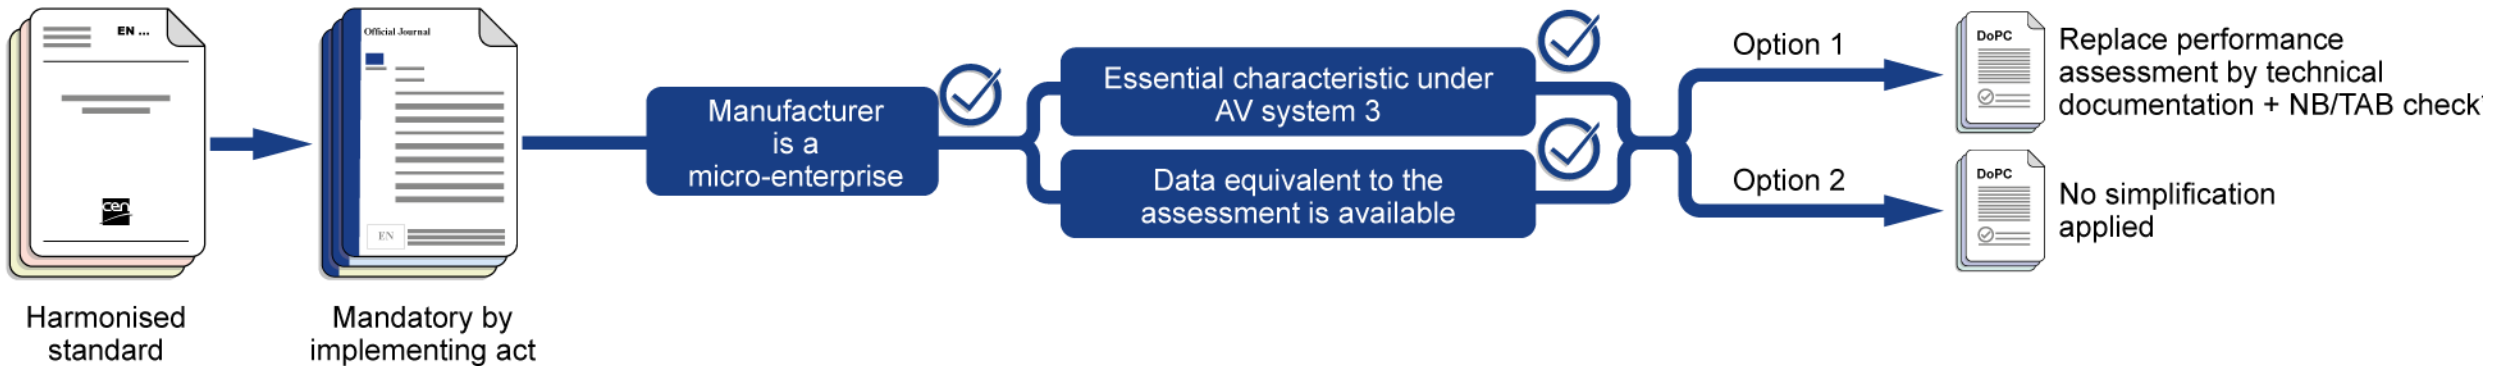 EN ...
cen
Harmonised
standard
Official Journal
EN
Mandatory by
implementing act
Manufacturer
is a
micro-enterprise
Essential characteristic under
AV system 3
Data equivalent to the
assessment is available
Option 1
DoPC
Replace performance
assessment by technical
documentation + NB/TAB check
Option 2
DoPC
No simplification
applied